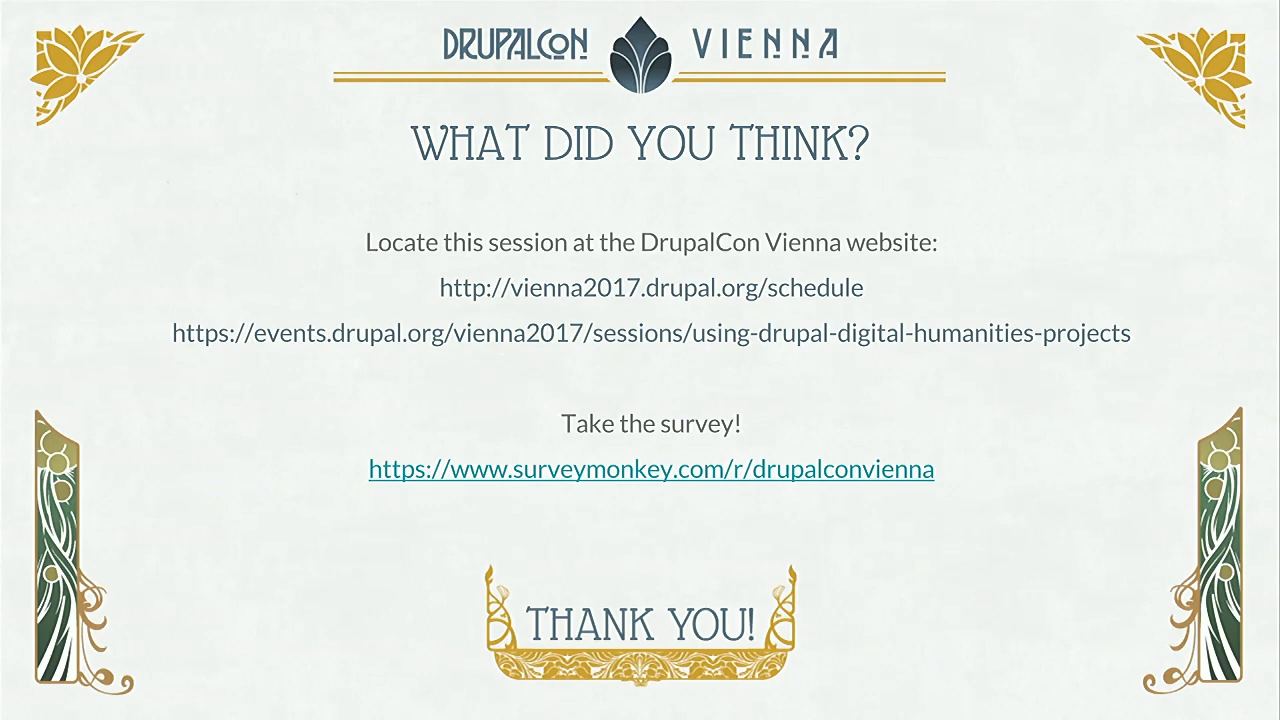 DRUPALCON VIENNA
WHAT DID YOU THINK?
Locate this session at the DrupalCon Vienna website:
http://vienna2017.drupal.org/schedule
https://events.drupal.org/vienna2017/sessions/using-drupal-digital-humanities-projects
Take the survey!
https://www.surveymonkey.com/r/drupalconvienna
THANK YOU!